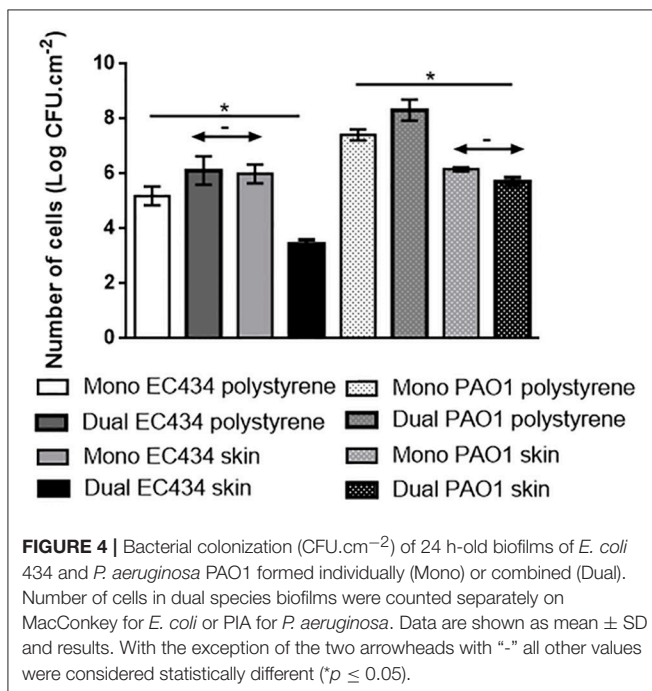 Number of cells (Log CFU.cm-2)
10
8
6
4
2
0
*
-
*
-
Mono EC434 polystyrene
Dual EC434 polystyrene
Mono EC434 skin
Dual EC434 skin
Mono PAO1 polystyrene
Dual PAO1 polystyrene
Mono PAO1 skin
Dual PAO1 skin
FIGURE 4 | Bacterial colonization (CFU.cm−2) of 24 h-old biofilms of E. coli
434 and P. aeruginosa PAO1 formed individually (Mono) or combined (Dual).
Number of cells in dual species biofilms were counted separately on
MacConkey for E. coli or PIA for P. aeruginosa. Data are shown as mean ± SD
and results. With the exception of the two arrowheads with “-” all other values
were considered statistically different (*p ≤ 0.05).